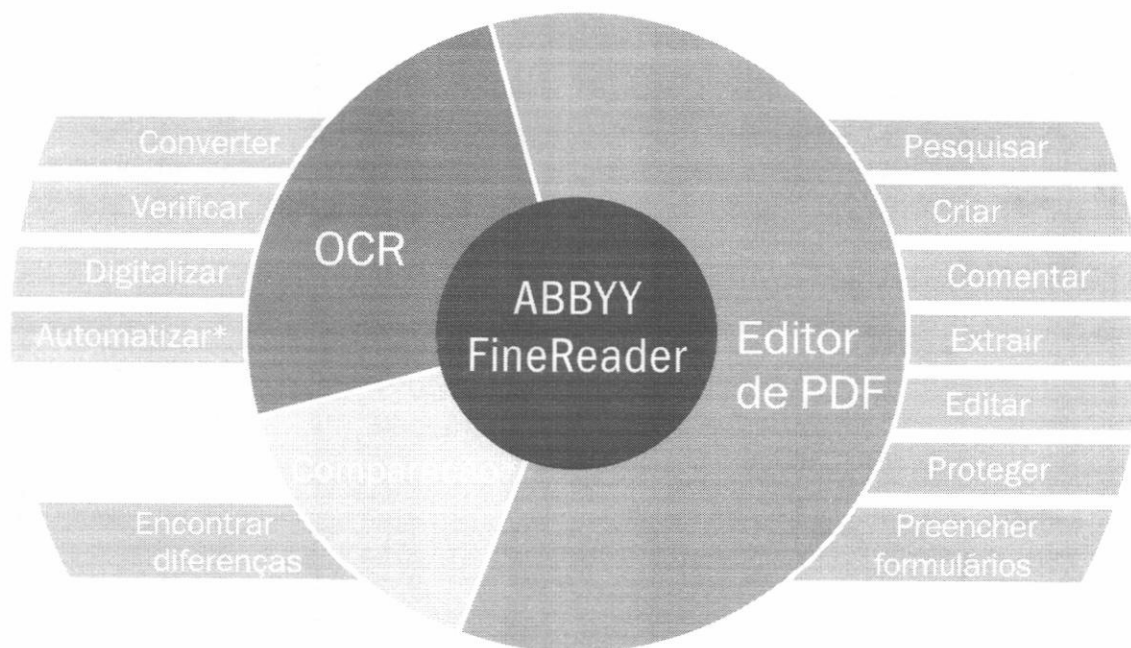 Converter
Verificar
Digitalizar
Automatizar*
OCR
ABBYY
FineReader
Editor
de PDF
Encontrar
diferenças
Pesquisar
Criar
Comentar
Extrair
Editar
Proteger
Preencher
formulários